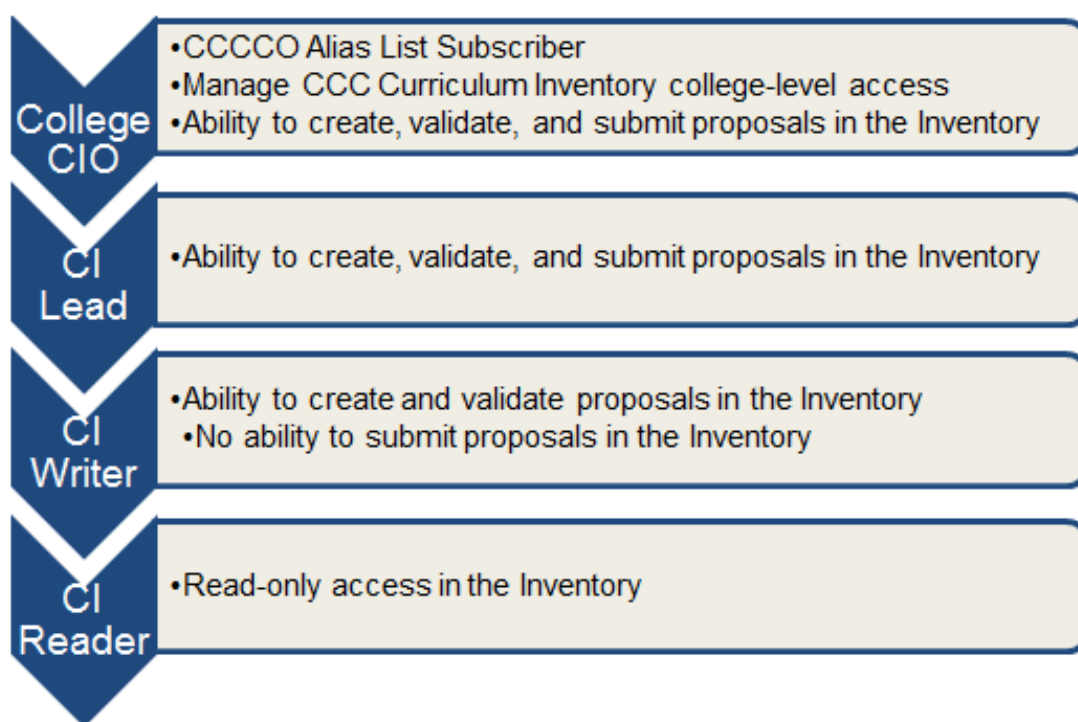 College
CIO
•CCCCO Alias List Subscriber
•Manage CCC Curriculum Inventory college-level access
•Ability to create, validate, and submit proposals in the Inventory
CI
Lead
•Ability to create, validate, and submit proposals in the Inventory
CI
Writer
•Ability to create and validate proposals in the Inventory
•No ability to submit proposals in the Inventory
CI
Reader
•Read-only access in the Inventory